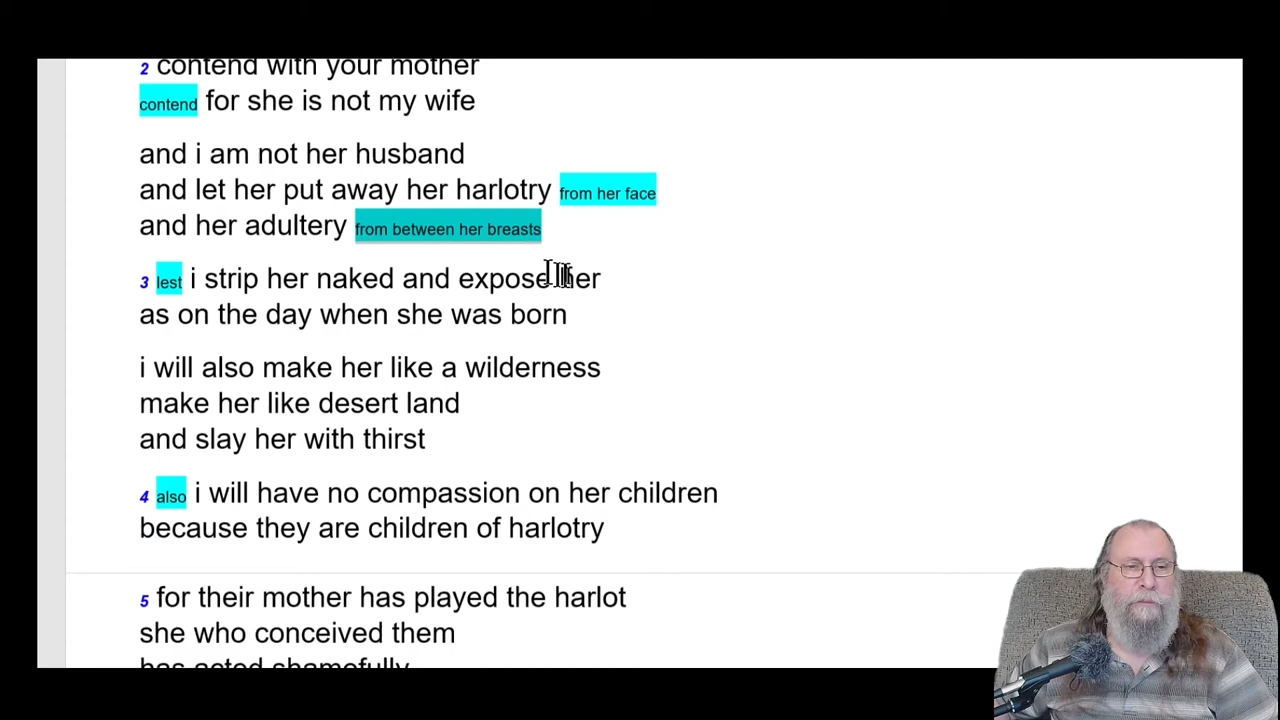 2 contend with your mother
contend for she is not my wife
and i am not her husband
and let her put away her harlotry from her face
and her adultery from between her breasts
3 lest i strip her naked and expose her
as on the day when she was born
i will also make her like a wilderness
make her like desert land
and slay her with thirst
4 also i will have no compassion on her children
because they are children of harlotry
5 for their mother has played the harlot
she who conceived them
has acted shamefully